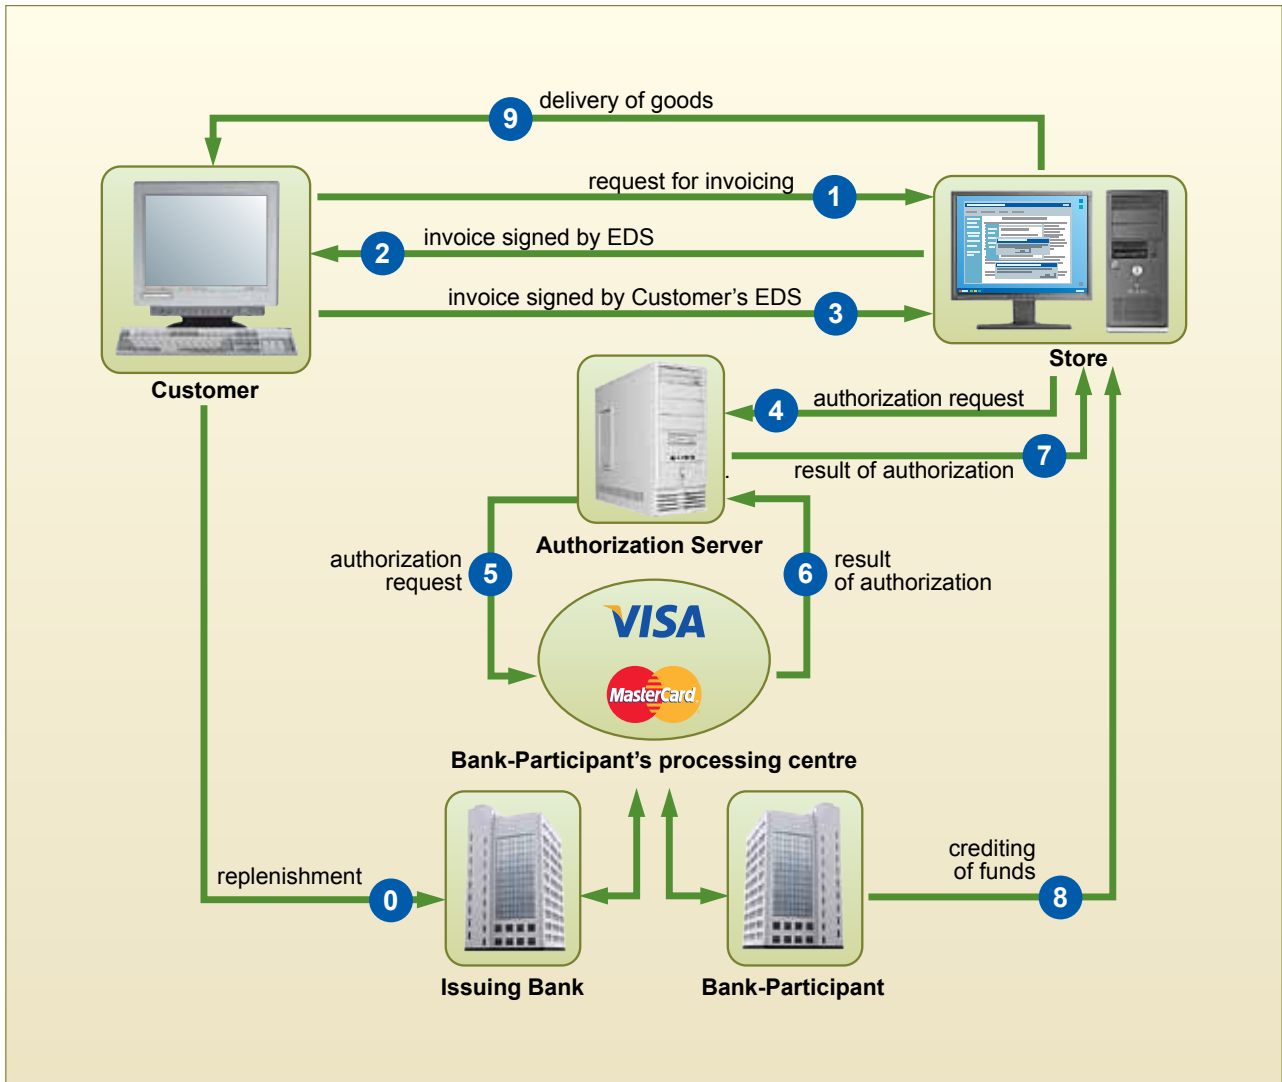 delivery of goods
9
request for invoicing
1
invoice signed by EDS
2
invoice signed by Customer's EDS
3
Store
Customer
authorization request
4
result of authorization
7
.
Authorization Server
authorization
request
5
6
result
of authorization
VISA
MasterCard
Bank-Participant's processing centre
replenishment
0
crediting
of funds
8
Issuing Bank
Bank-Participant